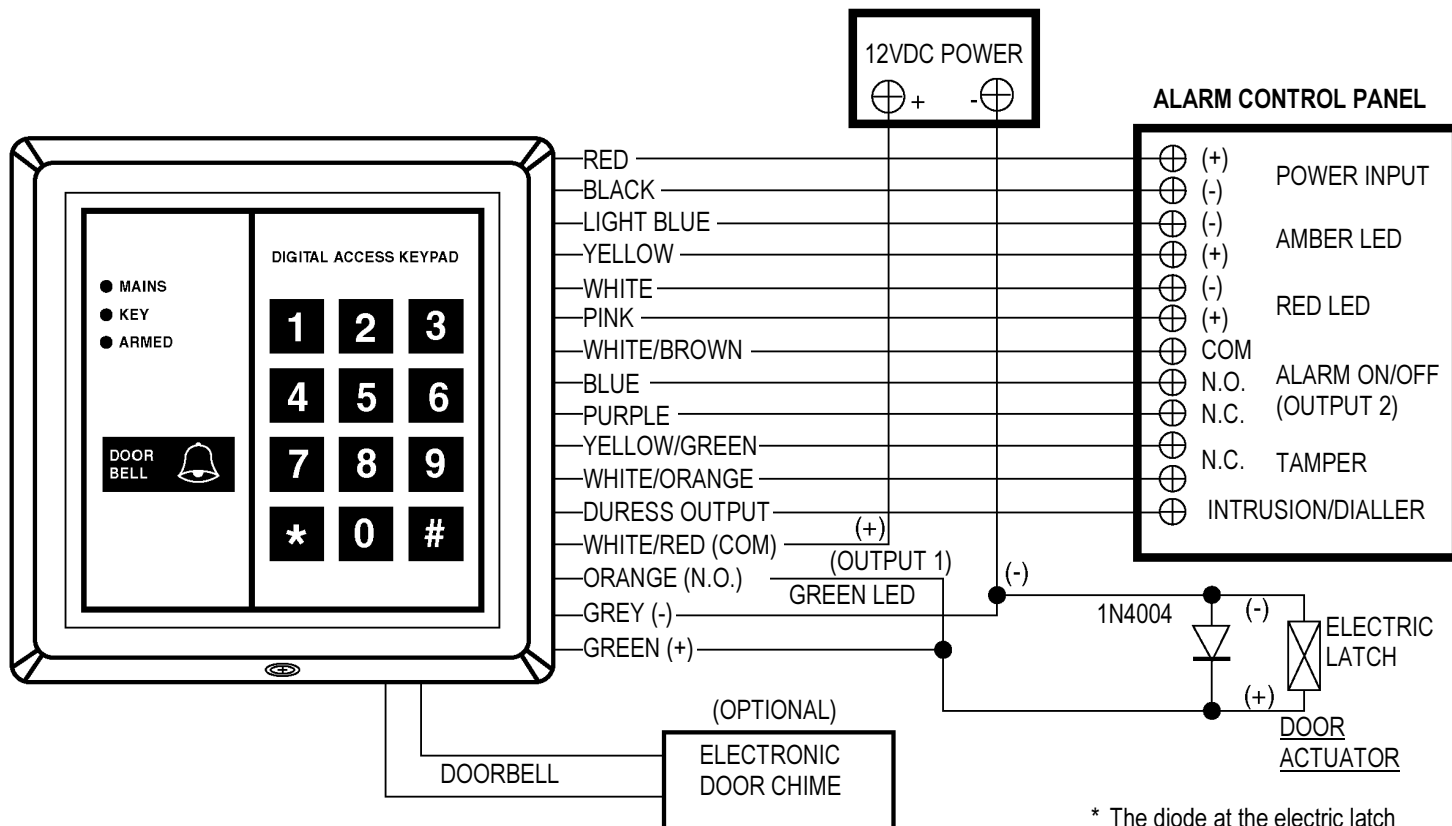 12VDC POWER
+ -
ALARM CONTROL PANEL
DIGITAL ACCESS KEYPAD
MAINS
KEY
ARMED
1 2 3
4 5 6
7 8 9
* 0 #
DOOR
BELL
RED
BLACK
LIGHT BLUE
YELLOW
WHITE
PINK
WHITE/BROWN
BLUE
PURPLE
YELLOW/GREEN
WHITE/ORANGE
DURESS OUTPUT
WHITE/RED (COM)
ORANGE (N.O.)
GREY (-)
GREEN (+)
(+)
(OUTPUT 1)
GREEN LED
(-)
(+)
(-)
POWER INPUT
(-)
(+)
AMBER LED
(-)
(+)
RED LED
COM
N.O.
N.C.
ALARM ON/OFF
(OUTPUT 2)
N.C. TAMPER
INTRUSION/DIALLER
1N4004
(-)
(+)
ELECTRIC
LATCH
DOOR
ACTUATOR
(OPTIONAL)
ELECTRONIC
DOOR CHIME
DOORBELL
* The diode at the electric latch